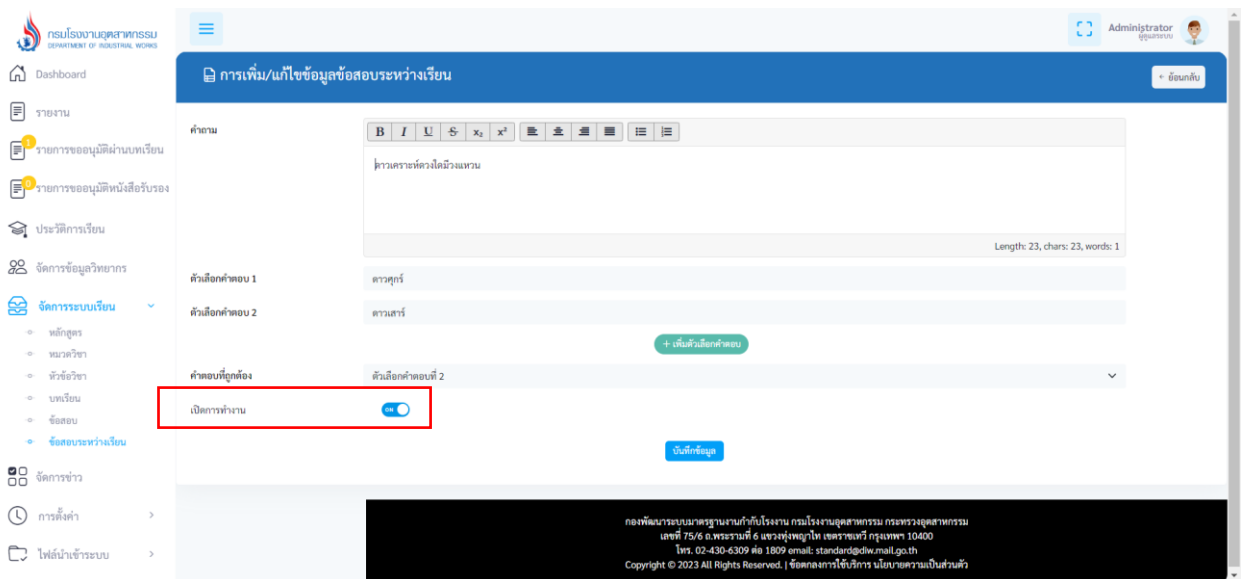 กรมโรงงานอุตสาหกรรม
DEPARTMENT OF INDUSTRIAL WORKS
Administrator
ผู้ดูแลระบบ
Dashboard
รายงาน
1
รายการขออนุมัติผ่านบทเรียน
0
รายการขออนุมัติหนังสือรับรอง
ประวัติการเรียน
จัดการข้อมูลวิทยากร
จัดการระบบเรียน
หลักสูตร
หมวดวิชา
หัวข้อวิชา
บทเรียน
ข้อสอบ
ข้อสอบระหว่างเรียน
จัดการข่าว
การตั้งค่า
ไฟล์นำเข้าระบบ
การเพิ่ม/แก้ไขข้อมูลข้อสอบระหว่างเรียน
ย้อนกลับ
คำถาม
B I U S x₂ x²
ดาวเคราะห์ดวงใดมีวงแหวน
Length: 23, chars: 23, words: 1
ตัวเลือกคำตอบ 1
ดาวศุกร์
ตัวเลือกคำตอบ 2
ดาวเสาร์
+ เพิ่มตัวเลือกคำตอบ
คำตอบที่ถูกต้อง
ตัวเลือกคำตอบที่ 2
เปิดการทำงาน
ON
บันทึกข้อมูล
กองพัฒนาระบบมาตรฐานงานกำกับโรงงาน กรมโรงงานอุตสาหกรรม กระทรวงอุตสาหกรรม
เลขที่ 75/6 ถ.พระรามที่ 6 แขวงทุ่งพญาไท เขตราชเทวี กรุงเทพฯ 10400
โทร. 02-430-6309 ต่อ 1809 email: standard@diw.mail.go.th
Copyright © 2023 All Rights Reserved. | ข้อตกลงการใช้บริการ นโยบายความเป็นส่วนตัว